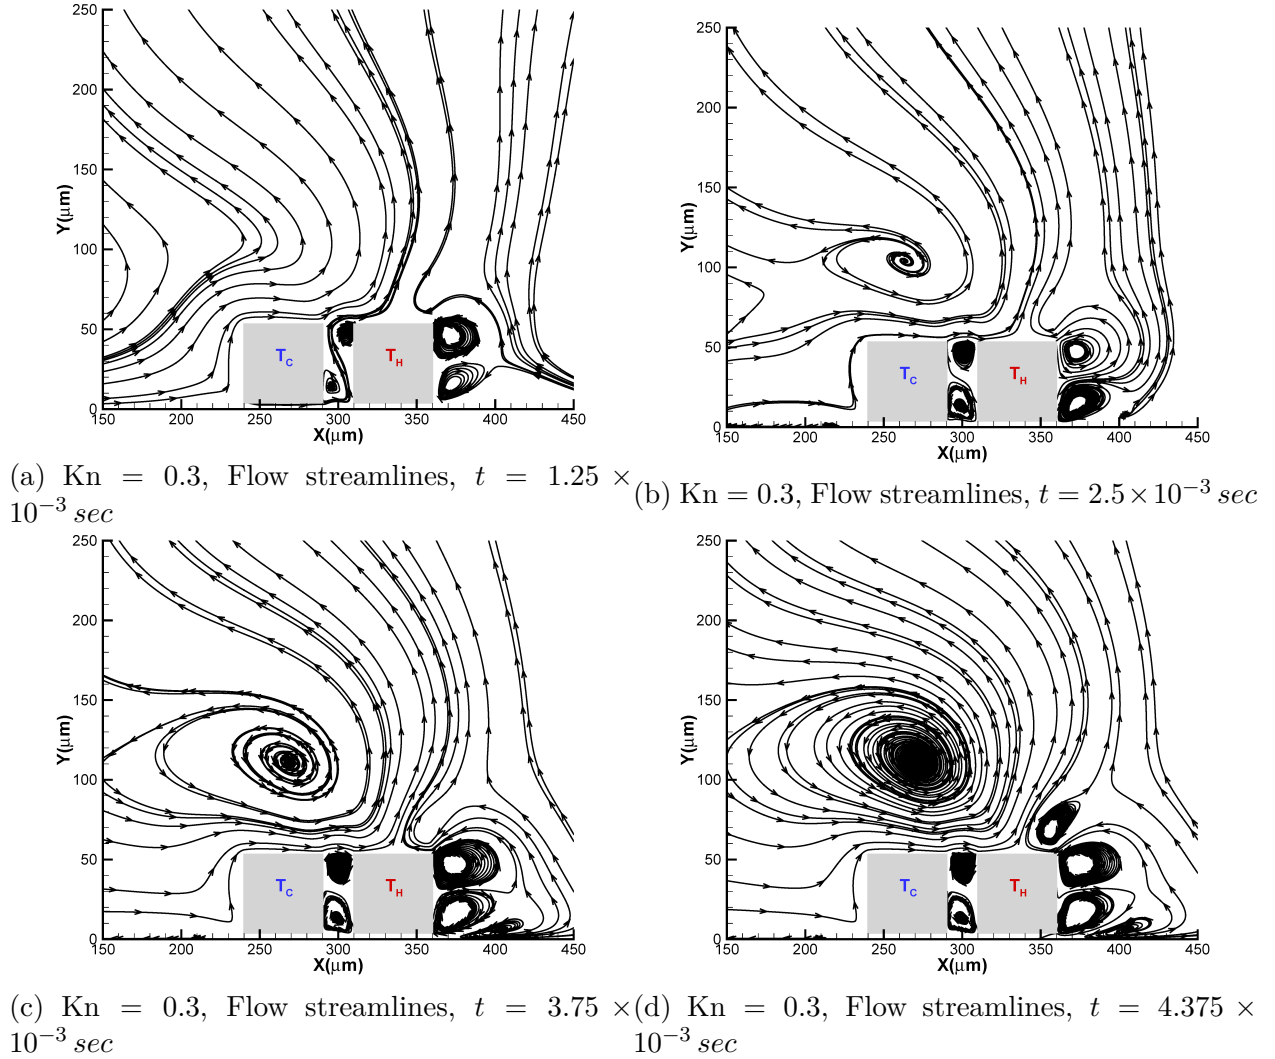 250
200
150
100
50
0
Y(μm)
T_C
T_H
150 200 250 300 350 400 450
X(μm)
(a) Kn = 0.3, Flow streamlines, t = 1.25 ×
10⁻³ sec
250
200
150
100
50
0
Y(μm)
T_C
T_H
150 200 250 300 350 400 450
X(μm)
(b) Kn = 0.3, Flow streamlines, t = 2.5×10⁻³ sec
250
200
150
100
50
0
Y(μm)
T_C
T_H
150 200 250 300 350 400 450
X(μm)
(c) Kn = 0.3, Flow streamlines, t = 3.75 ×
10⁻³ sec
250
200
150
100
50
0
Y(μm)
T_C
T_H
150 200 250 300 350 400 450
X(μm)
(d) Kn = 0.3, Flow streamlines, t = 4.375 ×
10⁻³ sec